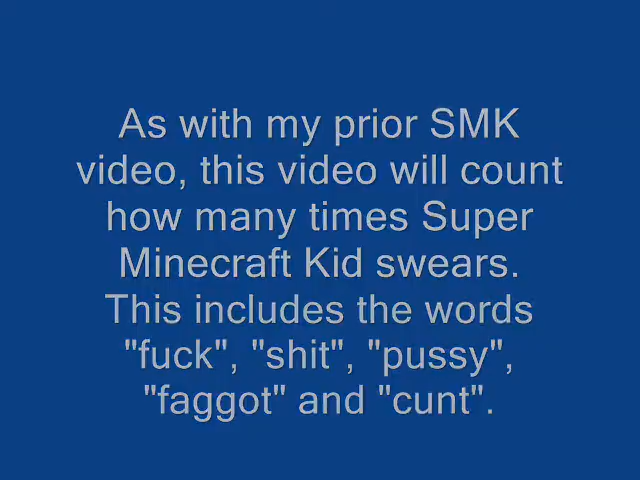 As with my prior SMK
video, this video will count
how many times Super
Minecraft Kid swears.
This includes the words
"fuck", "shit", "pussy",
"faggot" and "cunt".